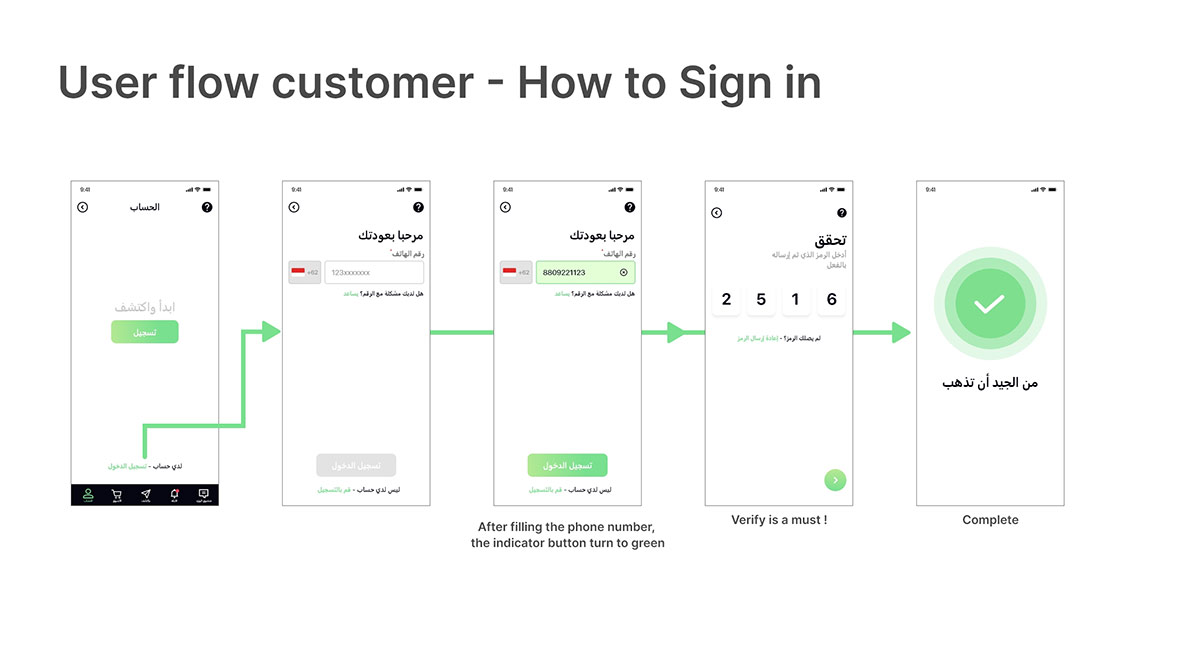 User flow customer - How to Sign in
9:41
الحساب
ابدأ واكتشف
تسجيل
لدي حساب - تسجيل الدخول
9:41
مرحبا بعودتك
رقم الهاتف*
+62
123xxxxxxx
هل لديك مشكلة مع الرقم؟ يساعد
تسجيل الدخول
ليس لدي حساب - قم بالتسجيل
9:41
مرحبا بعودتك
رقم الهاتف*
+62
8809221123
هل لديك مشكلة مع الرقم؟ يساعد
تسجيل الدخول
ليس لدي حساب - قم بالتسجيل
After filling the phone number,
the indicator button turn to green
9:41
تحقق
أدخل الرمز الذي تم إرساله
بالفعل
2 5 1 6
لم يصلك الرمز؟ - إعادة إرسال الرمز
Verify is a must !
9:41
من الجيد أن تذهب
Complete